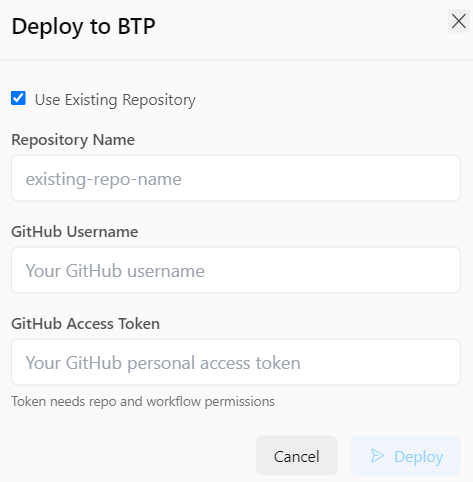 Deploy to BTP
Use Existing Repository
Repository Name
existing-repo-name
GitHub Username
Your GitHub username
GitHub Access Token
Your GitHub personal access token
Token needs repo and workflow permissions
Cancel
Deploy